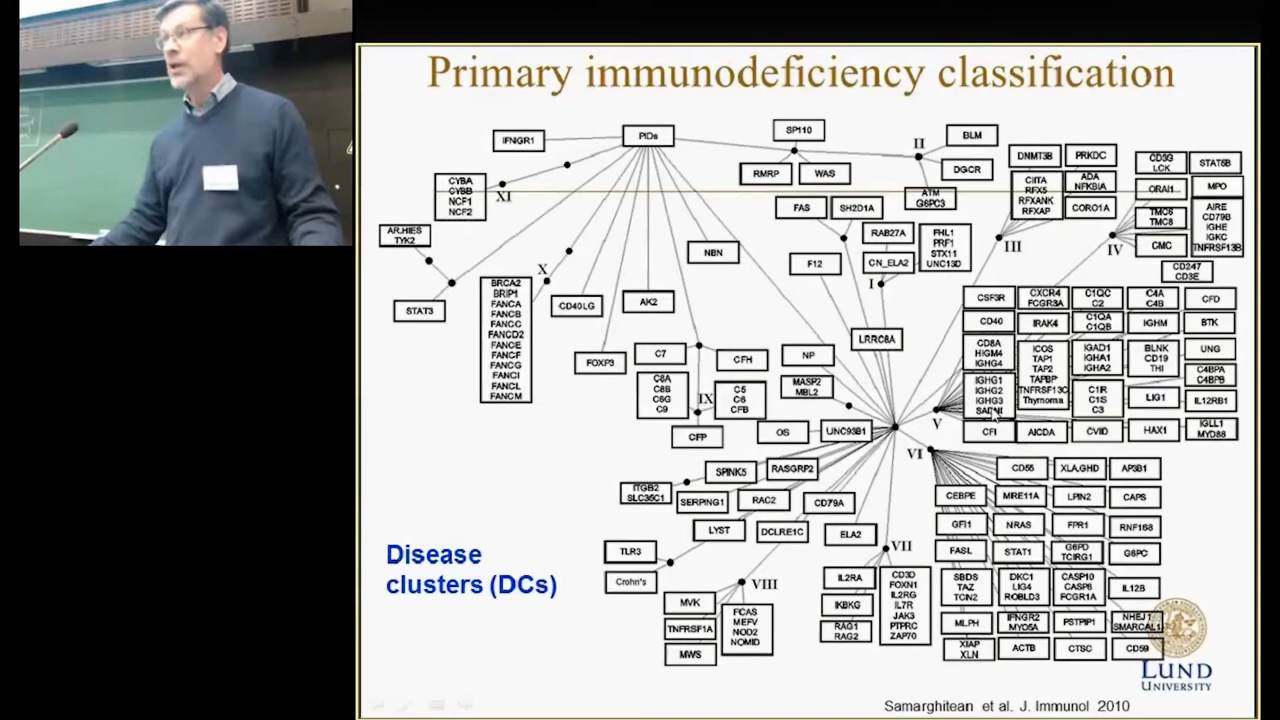 Primary immunodeficiency classification
PIDs
IFNGR1
SP110
RMRP
WAS
II
BLM
DGCR
ATM
G6PC3
DNMT3B
PRKDC
CIITA
RFX5
RFXANK
RFXAP
ADA
NFKBIA
CORO1A
III
CD3G
LCK
STAT5B
ORAI1
MPO
TMC6
TMC8
AIRE
CD79B
IGHE
IGKC
TNFRSF13B
CMC
IV
CD247
CD3E
CYBA
CYBB
NCF1
NCF2
XI
AR.HIES
TYK2
STAT3
X
BRCA2
BRIP1
FANCA
FANCB
FANCC
FANCD2
FANCE
FANCF
FANCG
FANCI
FANCL
FANCM
CD40LG
FOXP3
AK2
NBN
FAS
SH2D1A
F12
RAB27A
CN_ELA2
I
FHL1
PRF1
STX11
UNC13D
LRRC8A
C7
CFH
C8A
C8B
C8G
C9
IX
C5
C6
CFB
CFP
NP
MASP2
MBL2
OS
UNC93B1
CSF3R
CXCR4
FCGR3A
C1QC
C2
C4A
C4B
CFD
CD40
IRAK4
C1QA
C1QB
IGHM
BTK
CD8A
HIGM4
IGHG4
ICOS
TAP1
TAP2
TAPBP
TNFRSF13C
Thymoma
IGAD1
IGHA1
IGHA2
BLNK
CD19
THI
UNG
C4BPA
C4BPB
IGHG1
IGHG2
IGHG3
C1R
C1S
C3
LIG1
IL12RB1
V
CFI
AICDA
CVID
HAX1
IGLL1
MYD88
VI
SPINK5
RASGRP2
ITGB2
SLC35C1
SERPING1
RAC2
CD79A
LYST
DCLRE1C
ELA2
TLR3
Crohn's
VIII
MVK
TNFRSF1A
MWS
FCAS
MEFV
NOD2
NOMID
VII
IL2RA
IKBKG
RAG1
RAG2
CD3D
FOXN1
IL2RG
IL7R
JAK3
PTPRC
ZAP70
CD55
XLA.GHD
AP3B1
CEBPE
MRE11A
LPIN2
CAPS
GFI1
NRAS
FPR1
RNF168
FASL
STAT1
G6PD
TCIRG1
G6PC
SBDS
TAZ
TCN2
DKC1
LIG4
ROBLD3
CASP10
CASP8
FCGR1A
IL12B
MLPH
IFNGR2
MYO5A
PSTPIP1
NHEJ1
SMARCAL1
XIAP
XLN
ACTB
CTSC
CD59
Disease
clusters (DCs)
LUND
UNIVERSITY
Samarghitean et al. J. Immunol 2010